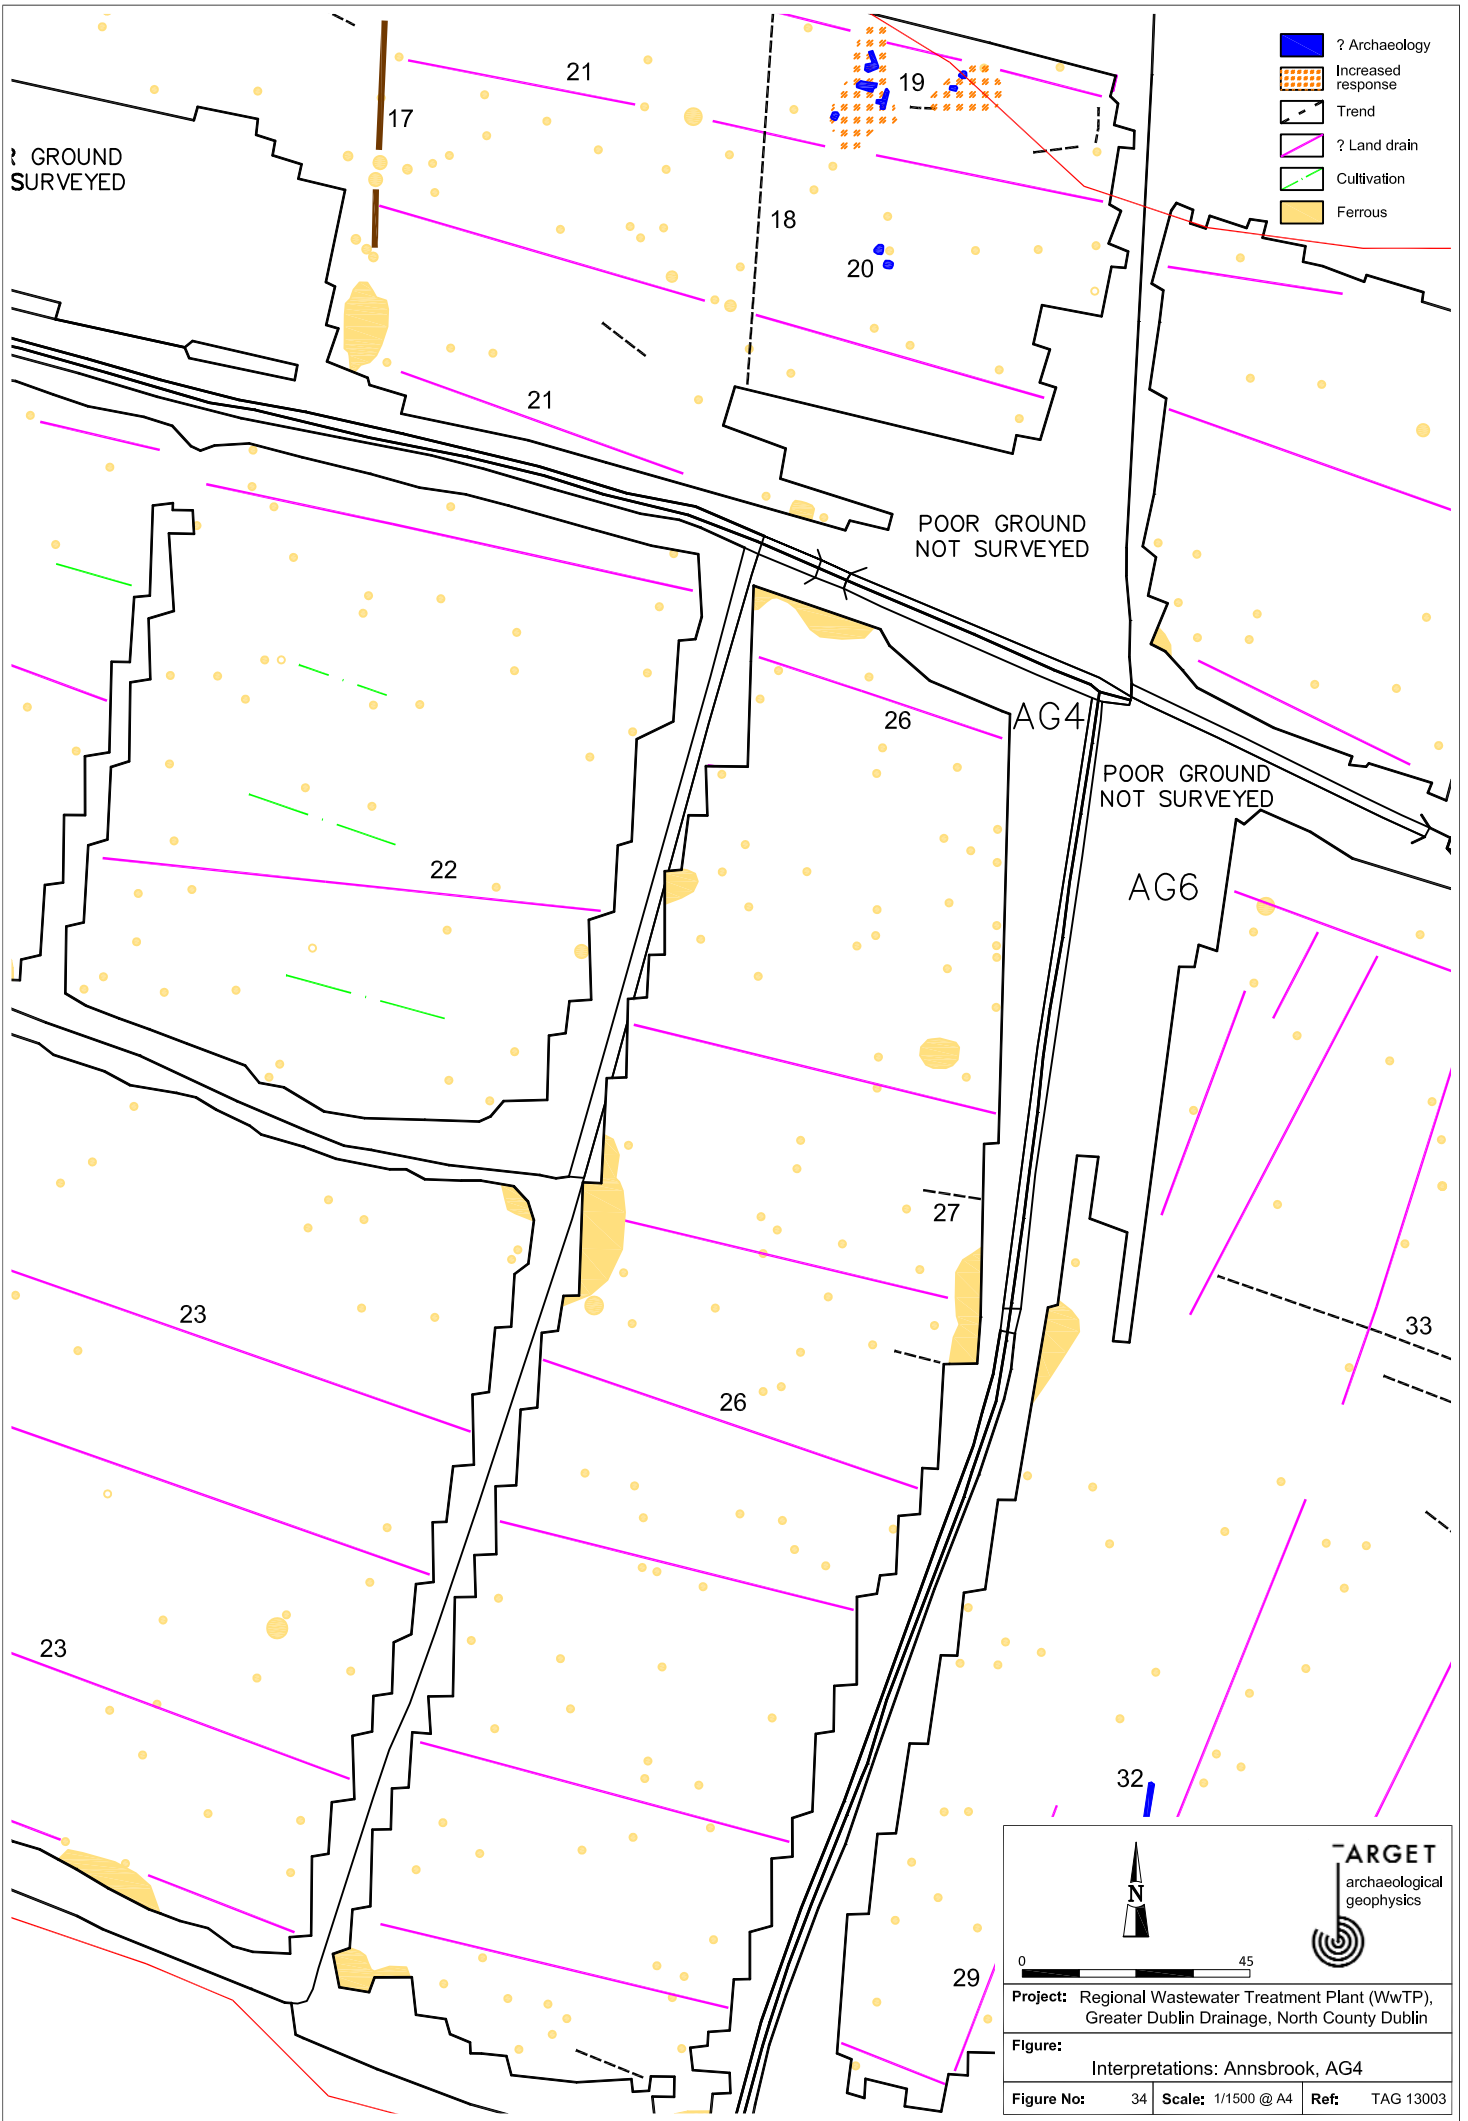 ? Archaeology
Increased
response
Trend
? Land drain
Cultivation
Ferrous
21
17
19
GROUND
SURVEYED
18
20
21
POOR GROUND
NOT SURVEYED
26
AG4
POOR GROUND
NOT SURVEYED
22
AG6
27
23
33
26
23
32
29
N
0 45
TARGET
archaeological
geophysics
Project: Regional Wastewater Treatment Plant (WwTP),
Greater Dublin Drainage, North County Dublin
Figure:
Interpretations: Annsbrook, AG4
Figure No: 34 Scale: 1/1500 @ A4 Ref: TAG 13003